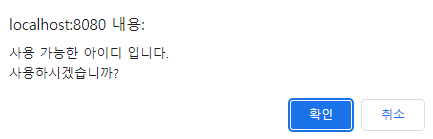 localhost:8080 내용:
사용 가능한 아이디 입니다.
사용하시겠습니까?
확인
취소